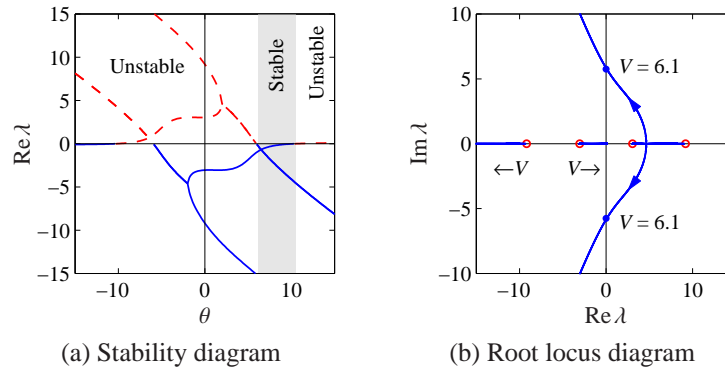 15
10
5
0
−5
−10
−15
Re λ
Unstable
Stable
Unstable
−10
0
10
θ
(a) Stability diagram
10
5
0
−5
−10
Im λ
V = 6.1
←V
V→
V = 6.1
−10
0
10
Re λ
(b) Root locus diagram